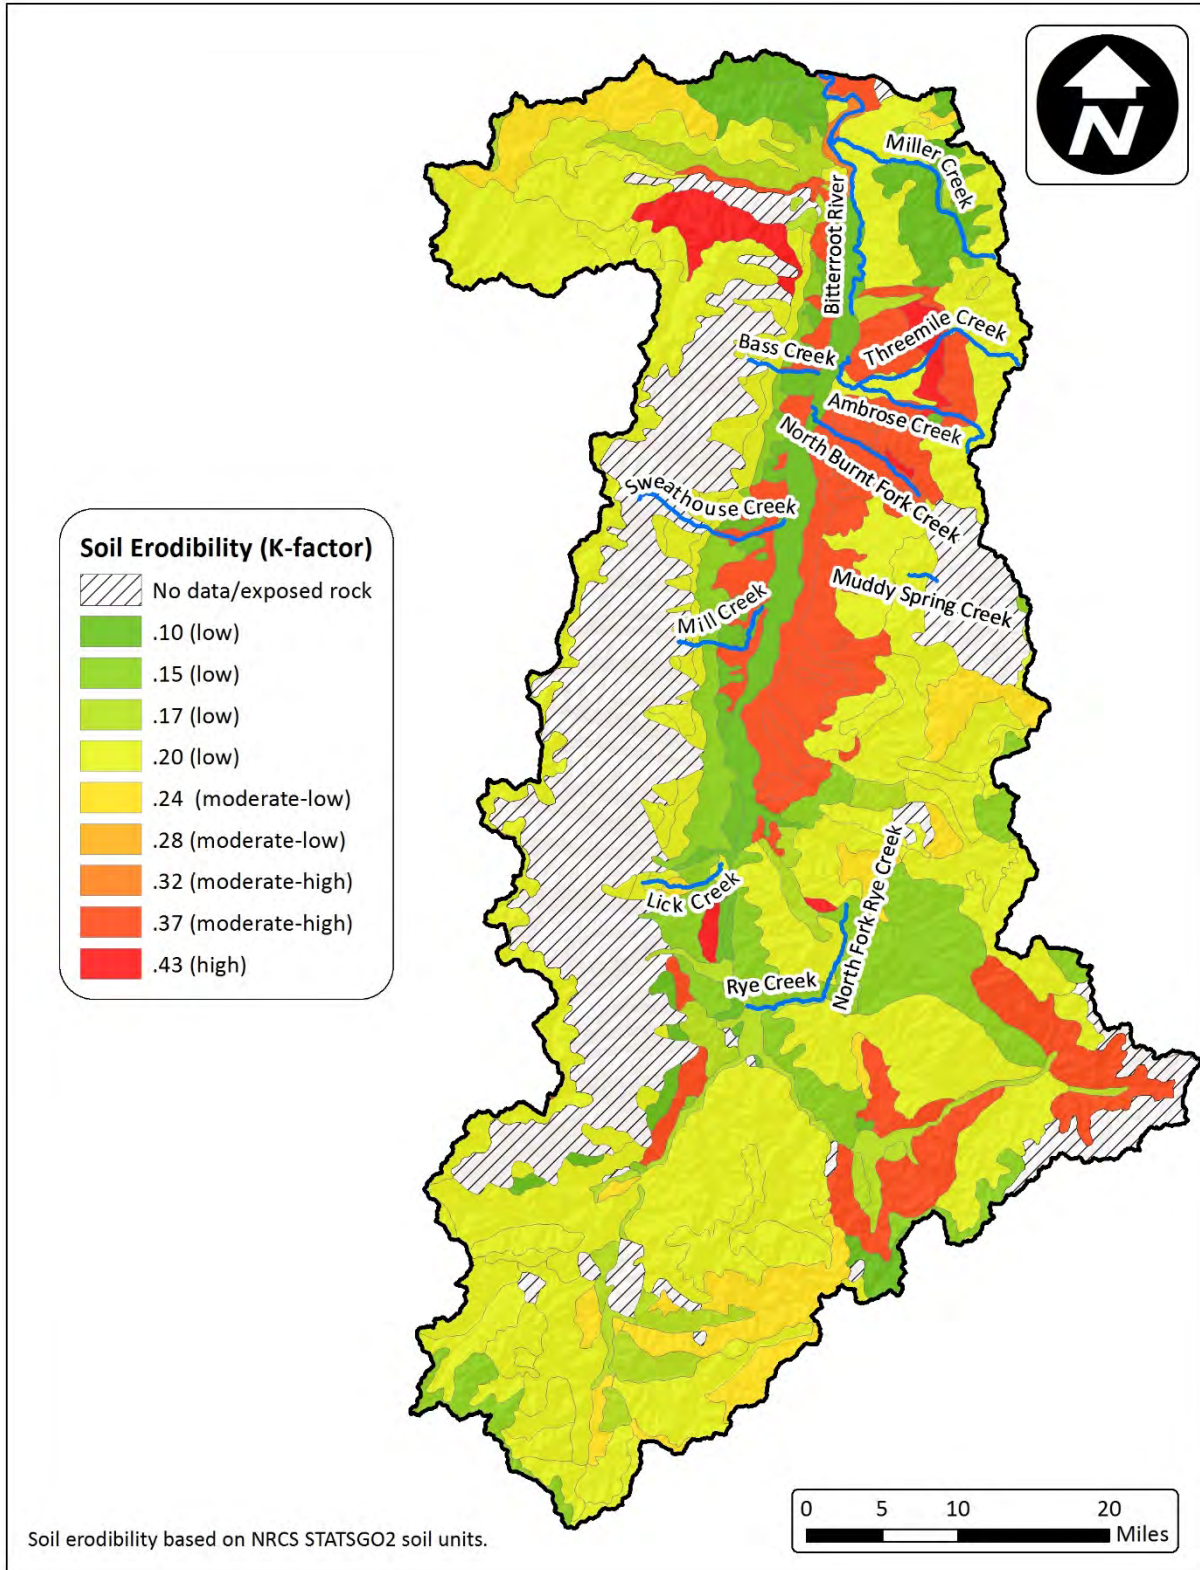 N
Miller Creek
Bitterroot River
Threemile Creek
Bass Creek
Ambrose Creek
North Burnt Fork Creek
Sweathouse Creek
Muddy Spring Creek
Mill Creek
Soil Erodibility (K-factor)
No data/exposed rock
.10 (low)
.15 (low)
.17 (low)
.20 (low)
.24 (moderate-low)
.28 (moderate-low)
.32 (moderate-high)
.37 (moderate-high)
.43 (high)
Lick Creek
North Fork Rye Creek
Rye Creek
0 5 10 20
Miles
Soil erodibility based on NRCS STATSGO2 soil units.